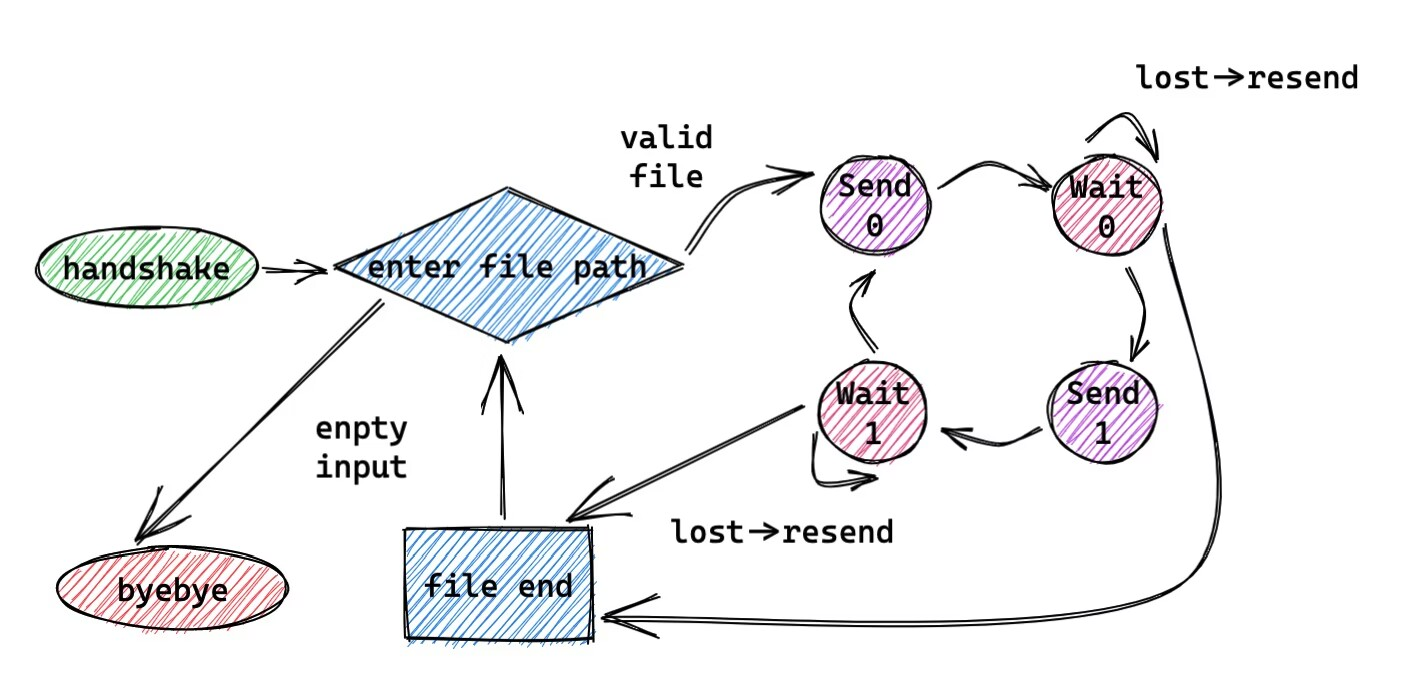 lost→resend
valid
file
Send
0
Wait
0
handshake
enter file path
Wait
1
Send
1
enpty
input
lost→resend
file end
byebye